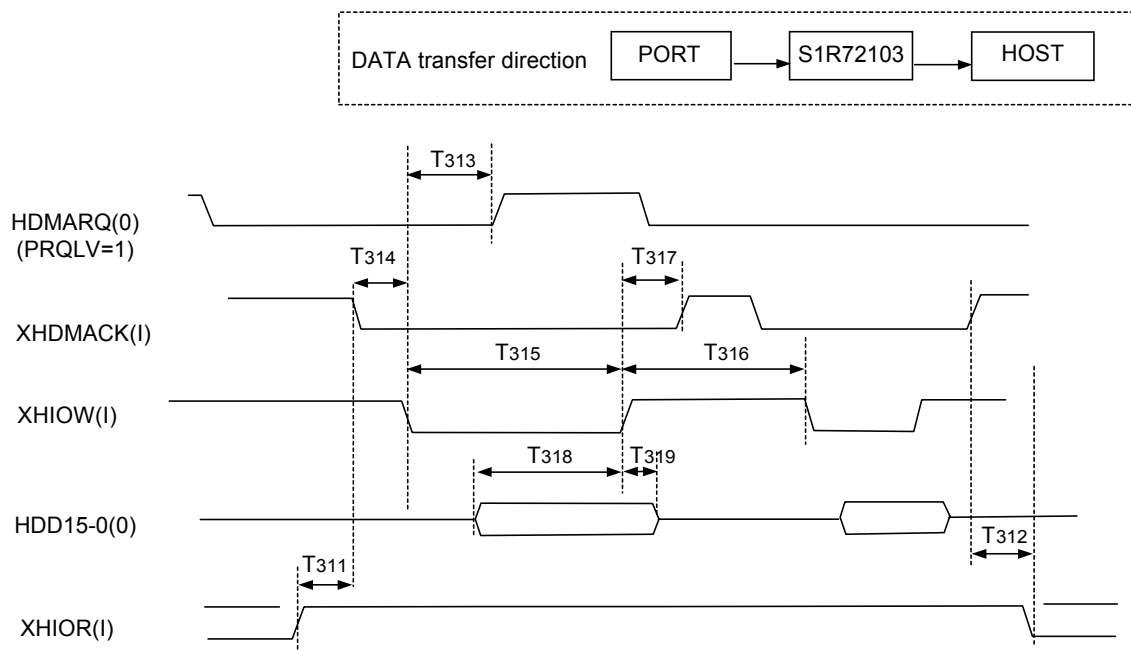 DATA transfer direction PORT S1R72103 HOST
T313
HDMARQ(0)
(PRQLV=1)
T314 T317
XHDMACK(I)
T315 T316
XHIOW(I)
T318 T319
HDD15-0(0)
T312
T311
XHIOR(I)